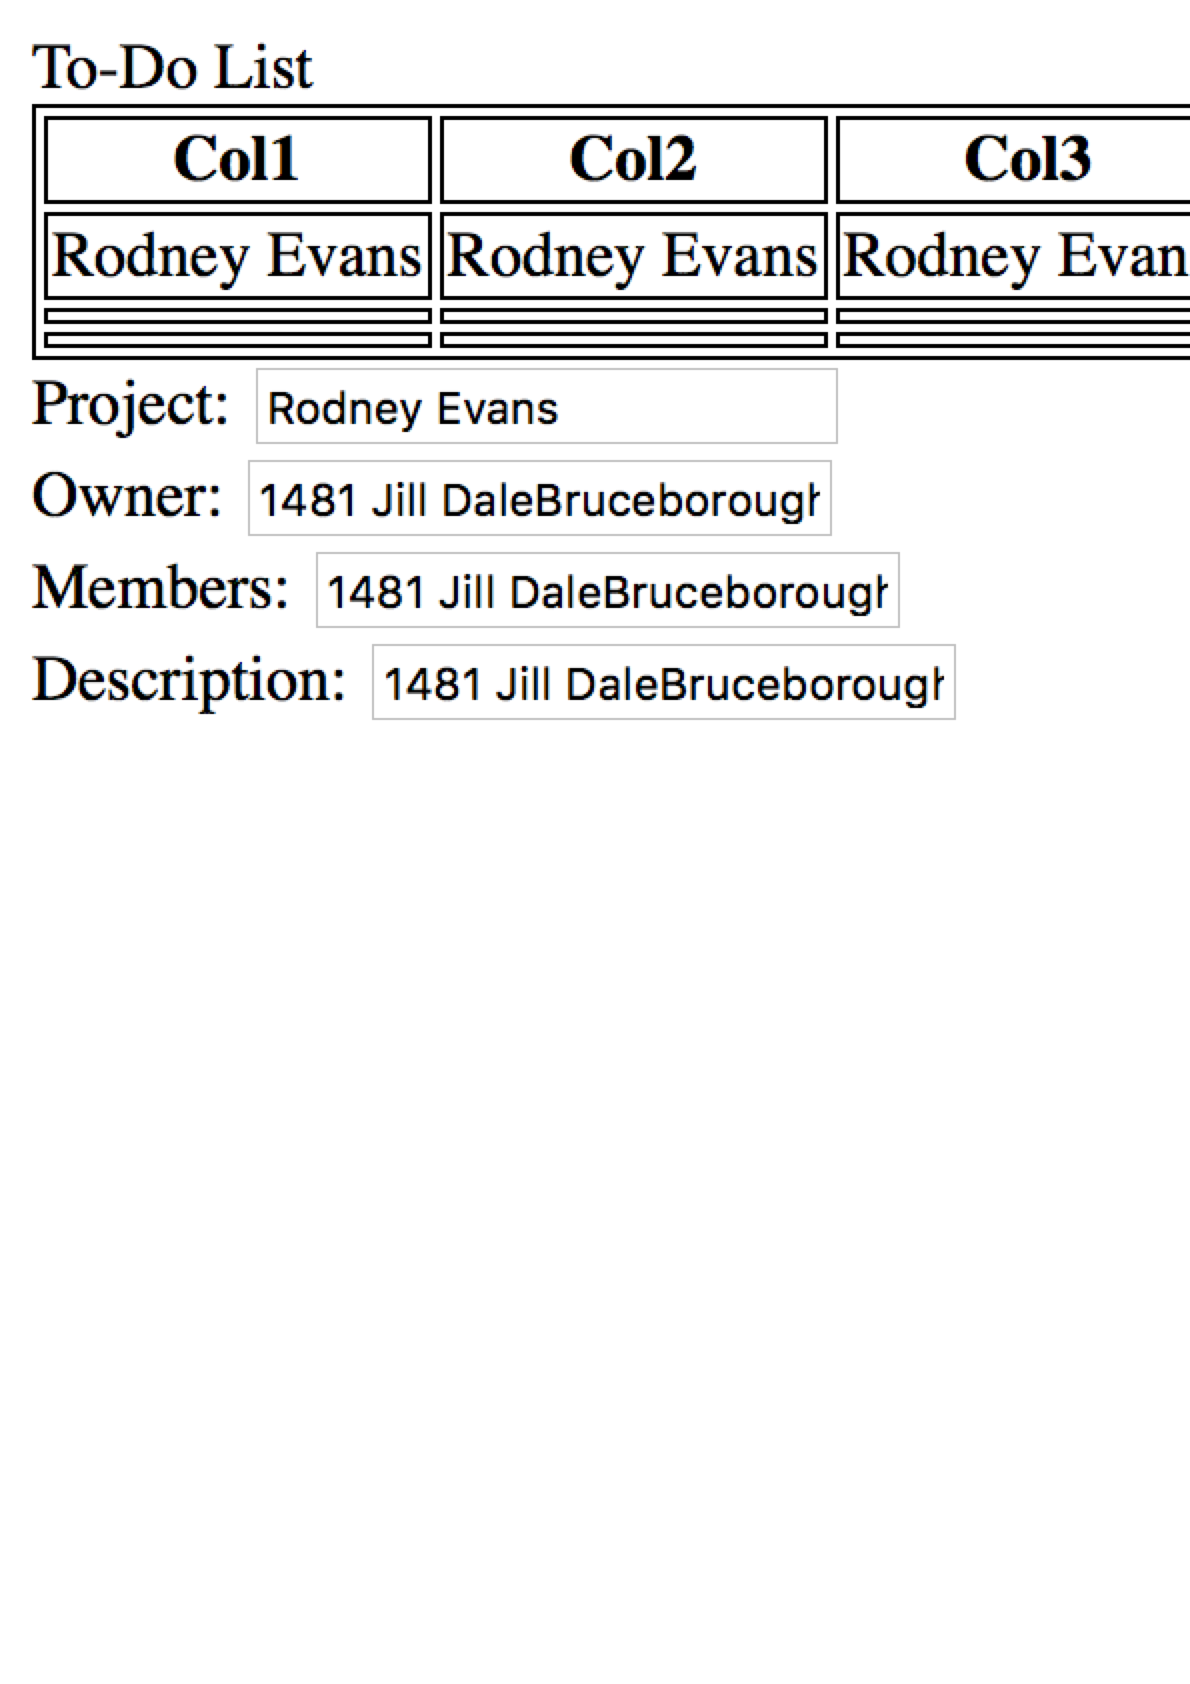 To-Do List
Col1 Col2 Col3
Rodney Evans Rodney Evans Rodney Evan
Project: Rodney Evans
Owner: 1481 Jill DaleBruceborough
Members: 1481 Jill DaleBruceborough
Description: 1481 Jill DaleBruceborough